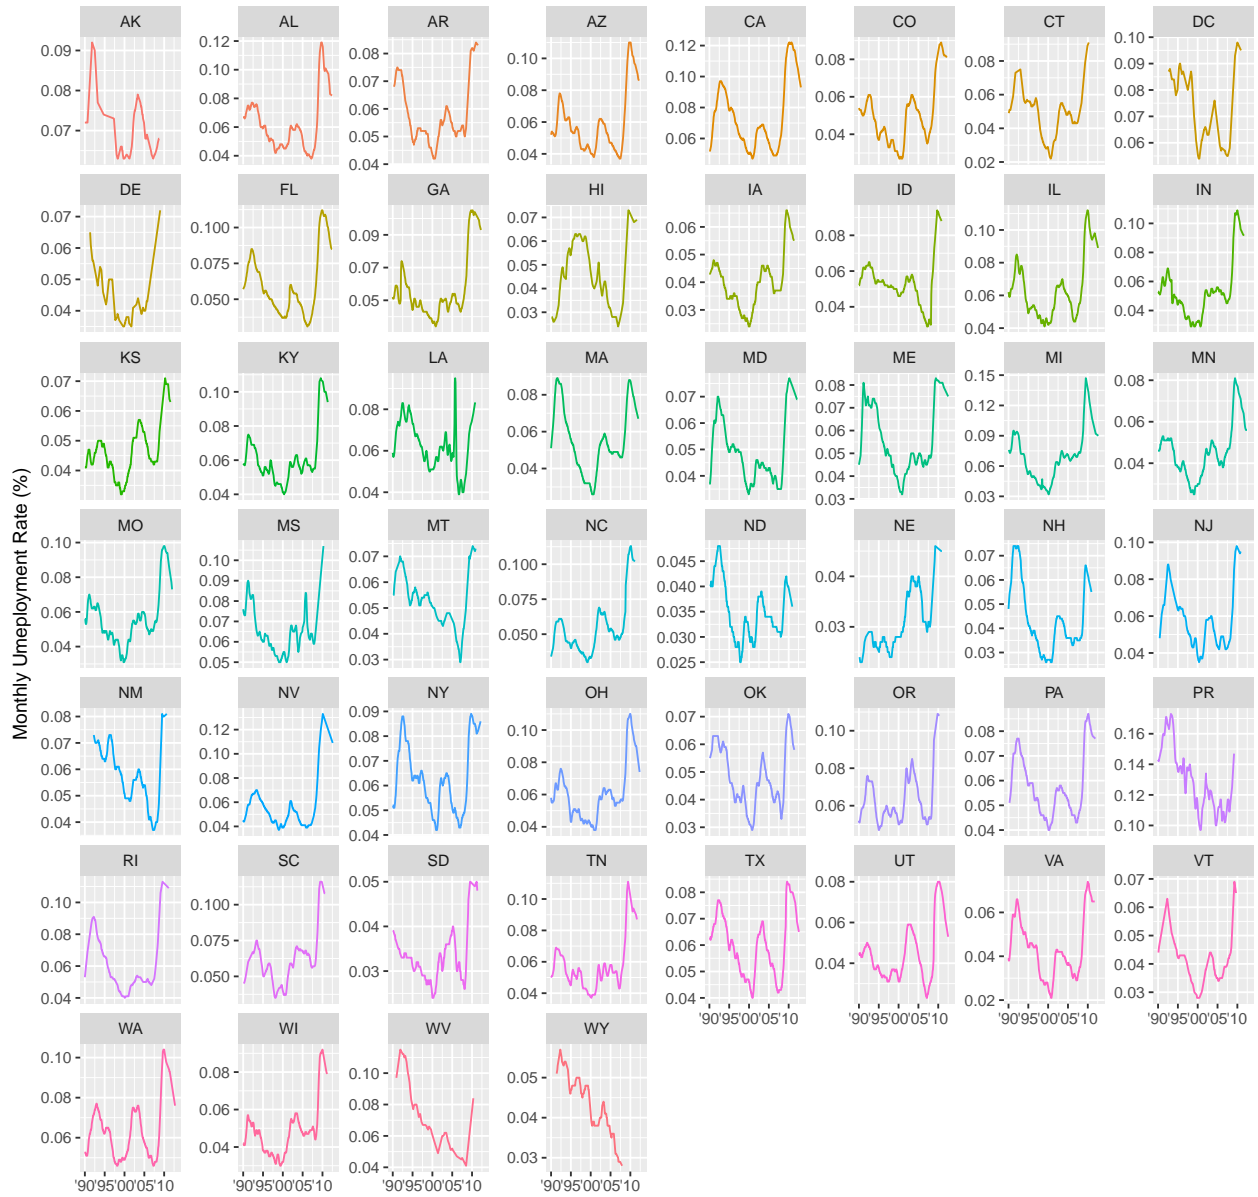 AK AL AR AZ CA CO CT DC
0.09 0.12 0.08 0.10 0.12 0.08 0.10
0.08 0.10 0.07 0.08 0.10 0.06 0.08 0.09
0.07 0.08 0.06 0.06 0.08 0.04 0.06 0.08
0.06 0.05 0.04 0.06 0.04 0.07
0.04 0.04 0.02 0.06
DE FL GA HI IA ID IL IN
0.07 0.100 0.09 0.07 0.06 0.08 0.12 0.10
0.06 0.075 0.07 0.06 0.05 0.06 0.10 0.08
0.05 0.050 0.05 0.05 0.04 0.04 0.08 0.06
0.04 0.04 0.03 0.06 0.04
0.03 0.04
KS KY LA MA MD ME MI MN
0.07 0.10 0.08 0.08 0.07 0.08 0.15 0.08
0.06 0.08 0.06 0.06 0.06 0.07 0.12 0.06
0.05 0.06 0.04 0.04 0.05 0.06 0.09 0.04
0.04 0.04 0.04 0.05 0.06
0.04 0.03
0.03
Monthly Umeployment Rate (%)
MO MS MT NC ND NE NH NJ
0.10 0.10 0.07 0.100 0.045 0.04 0.07 0.10
0.08 0.09 0.06 0.075 0.040 0.03 0.06 0.08
0.06 0.08 0.05 0.050 0.035 0.05 0.06
0.04 0.07 0.04 0.030 0.04 0.04
0.06 0.03 0.025 0.03
0.05
NM NV NY OH OK OR PA PR
0.08 0.12 0.09 0.10 0.07 0.10 0.08 0.16
0.07 0.10 0.08 0.08 0.06 0.08 0.07 0.14
0.06 0.08 0.07 0.06 0.05 0.06 0.06 0.12
0.05 0.06 0.06 0.04 0.04 0.05 0.10
0.04 0.04 0.05 0.03 0.04
0.04
RI SC SD TN TX UT VA VT
0.10 0.100 0.05 0.10 0.08 0.08 0.06 0.07
0.08 0.075 0.03 0.08 0.07 0.06 0.04 0.06
0.06 0.050 0.06 0.06 0.04 0.02 0.05
0.04 0.04 0.05 0.04
0.04 0.03
'90'95'00'05'10 '90'95'00'05'10 '90'95'00'05'10 '90'95'00'05'10
WA WI WV WY
0.10 0.08 0.10 0.05
0.08 0.06 0.08 0.04
0.06 0.04 0.06 0.03
0.04
'90'95'00'05'10 '90'95'00'05'10 '90'95'00'05'10 '90'95'00'05'10